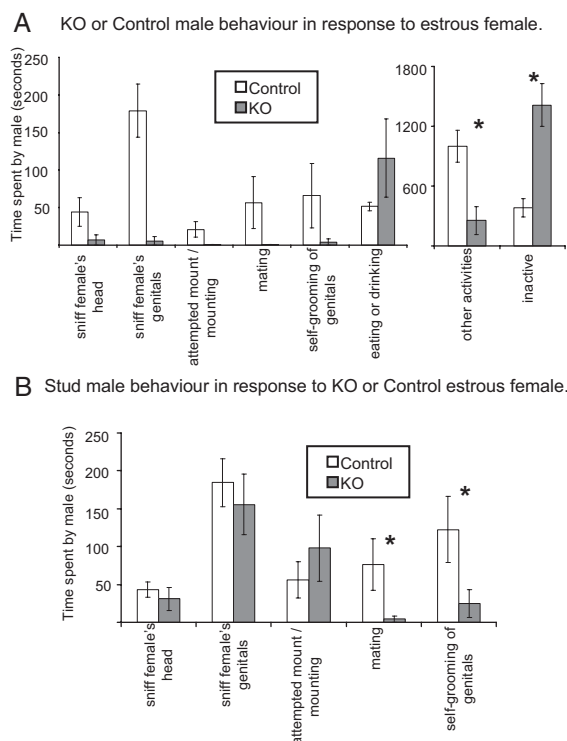 A KO or Control male behaviour in response to estrous female.
Time spent by male (seconds)
250
200
150
100
50
Control
KO
1800
1200
600
*
*
sniff female's
head
sniff female's
genitals
attempted mount /
mounting
mating
self-grooming of
genitals
eating or drinking
other activities
inactive
B Stud male behaviour in response to KO or Control estrous female.
Time spent by male (seconds)
250
200
150
100
50
Control
KO
*
*
sniff female's
head
sniff female's
genitals
attempted mount /
mounting
mating
self-grooming of
genitals